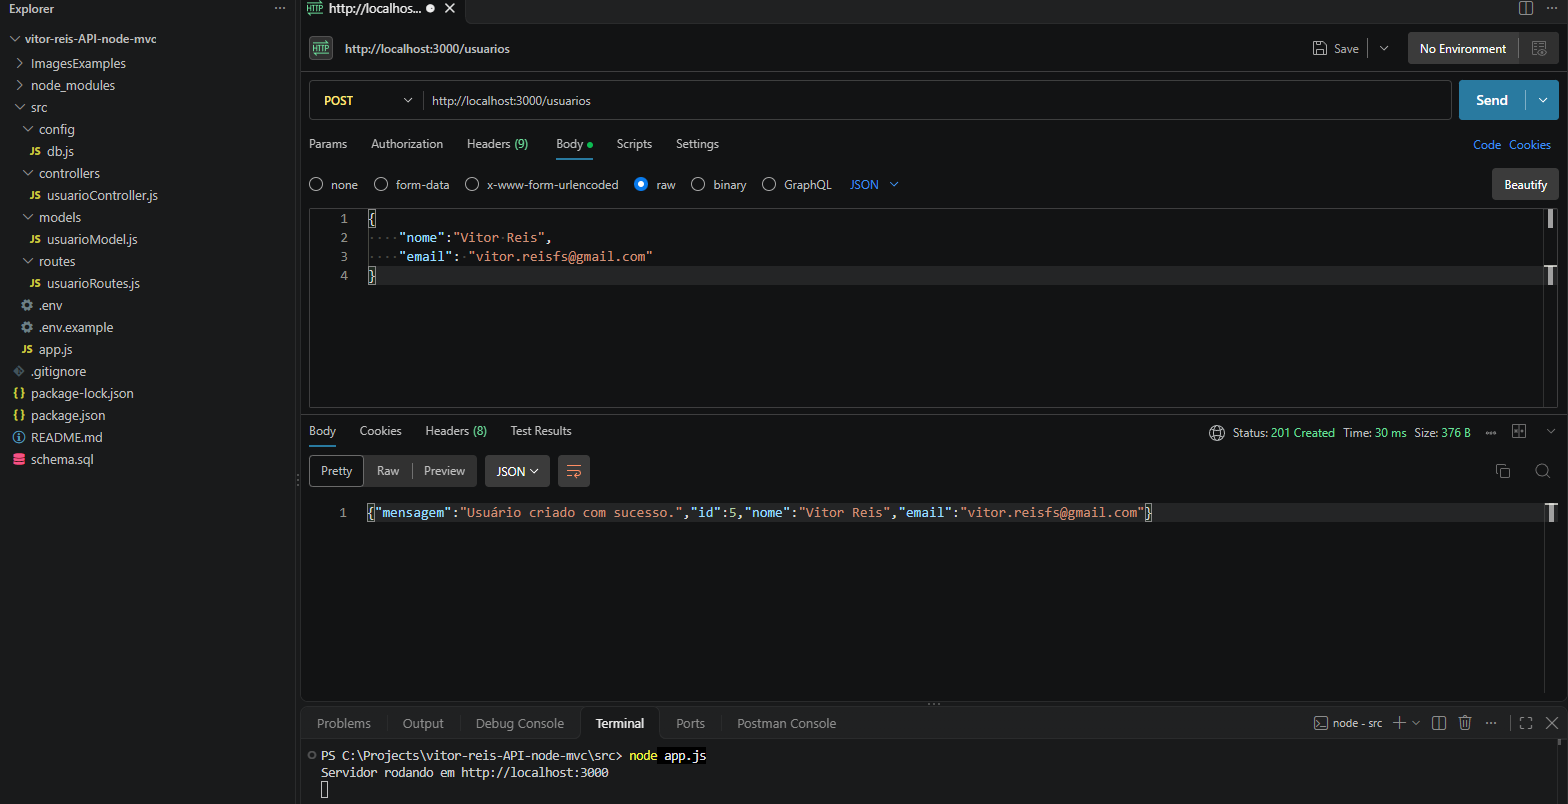 Explorer
vitor-reis-API-node-mvc
ImagesExamples
node_modules
src
config
JS db.js
controllers
JS usuarioController.js
models
JS usuarioModel.js
routes
JS usuarioRoutes.js
.env
.env.example
JS app.js
.gitignore
{} package-lock.json
{} package.json
README.md
schema.sql
HTTP http://localhos...
HTTP http://localhost:3000/usuarios
Save
No Environment
POST http://localhost:3000/usuarios
Send
Params Authorization Headers (9) Body Scripts Settings
Code Cookies
none form-data x-www-form-urlencoded raw binary GraphQL JSON
Beautify
1 {
2 "nome":"Vitor Reis",
3 "email": "vitor.reisfs@gmail.com"
4 }
Body Cookies Headers (8) Test Results
Status: 201 Created Time: 30 ms Size: 376 B
Pretty Raw Preview JSON
1 {"mensagem":"Usuário criado com sucesso.","id":5,"nome":"Vitor Reis","email":"vitor.reisfs@gmail.com"}
Problems Output Debug Console Terminal Ports Postman Console
node - src
PS C:\Projects\vitor-reis-API-node-mvc\src> node app.js
Servidor rodando em http://localhost:3000